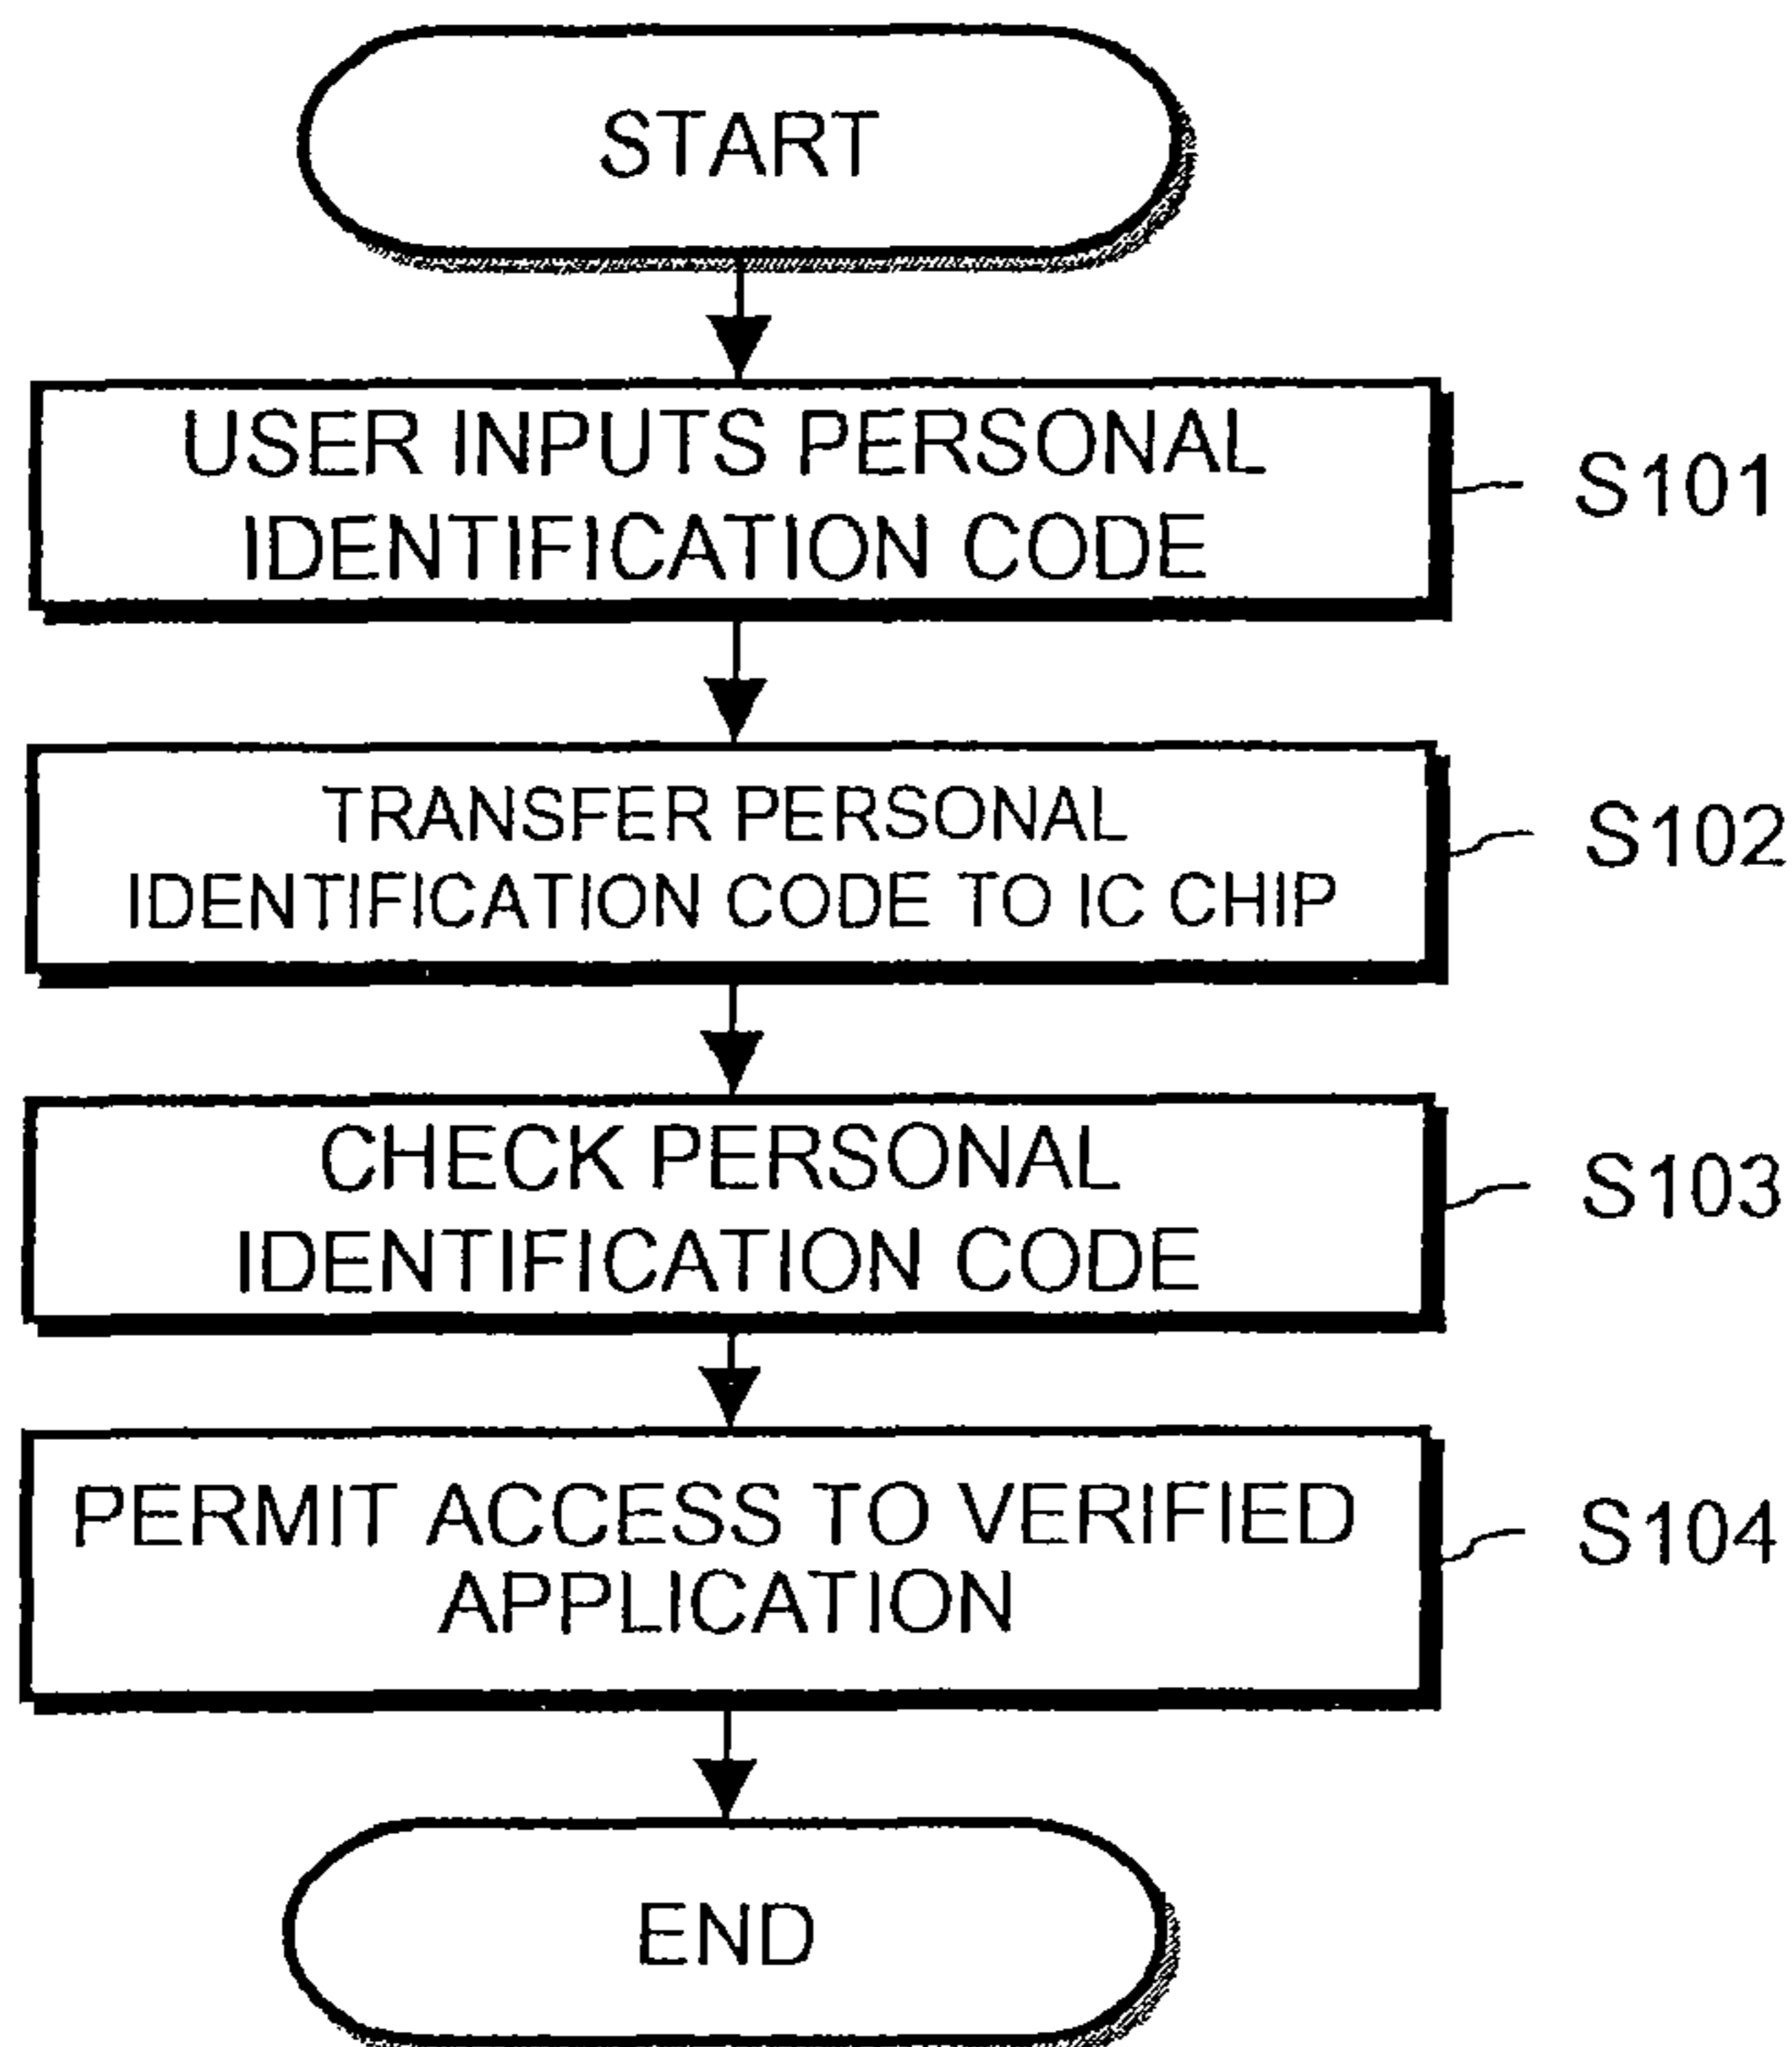 START
USER INPUTS PERSONAL
IDENTIFICATION CODE
S101
TRANSFER PERSONAL
IDENTIFICATION CODE TO IC CHIP
S102
CHECK PERSONAL
IDENTIFICATION CODE
S103
PERMIT ACCESS TO VERIFIED
APPLICATION
S104
END